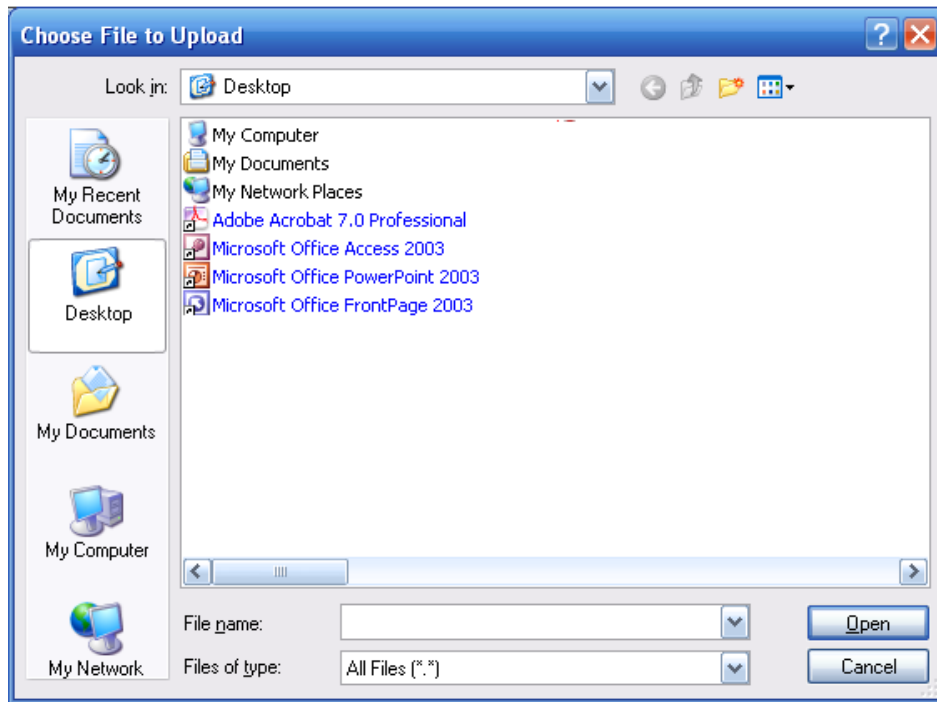 Choose File to Upload
Look in:
Desktop
My Recent
Documents
Desktop
My Documents
My Computer
My Network
My Computer
My Documents
My Network Places
Adobe Acrobat 7.0 Professional
Microsoft Office Access 2003
Microsoft Office PowerPoint 2003
Microsoft Office FrontPage 2003
File name:
Open
Files of type:
All Files (*.*)
Cancel